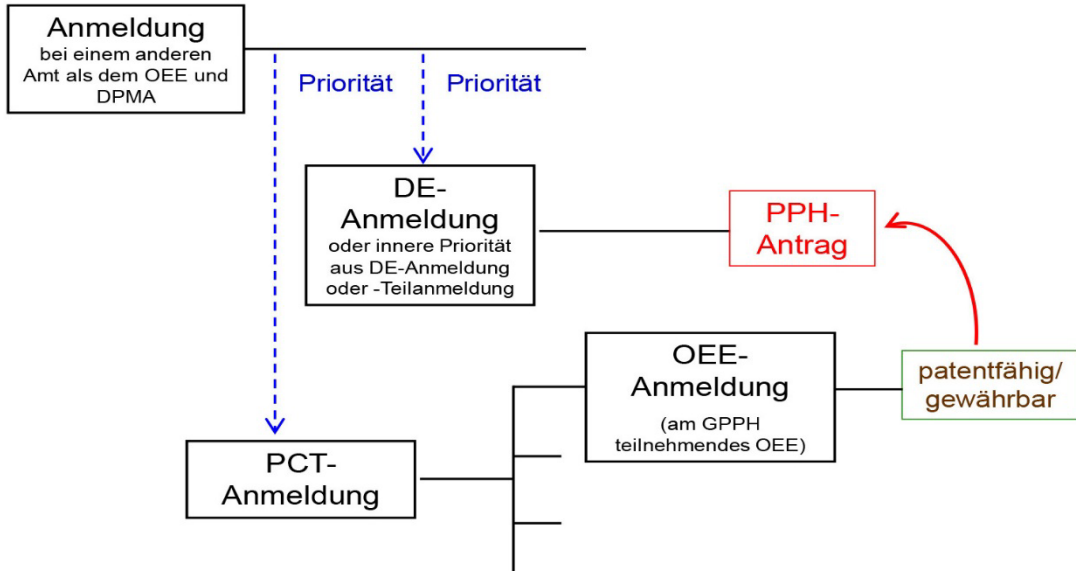 Anmeldung
bei einem anderen
Amt als dem OEE und
DPMA
Priorität
Priorität
DE-
Anmeldung
oder innere Priorität
aus DE-Anmeldung
oder -Teilanmeldung
PPH-
Antrag
OEE-
Anmeldung
(am GPPH
teilnehmendes OEE)
patentfähig/
gewährbar
PCT-
Anmeldung